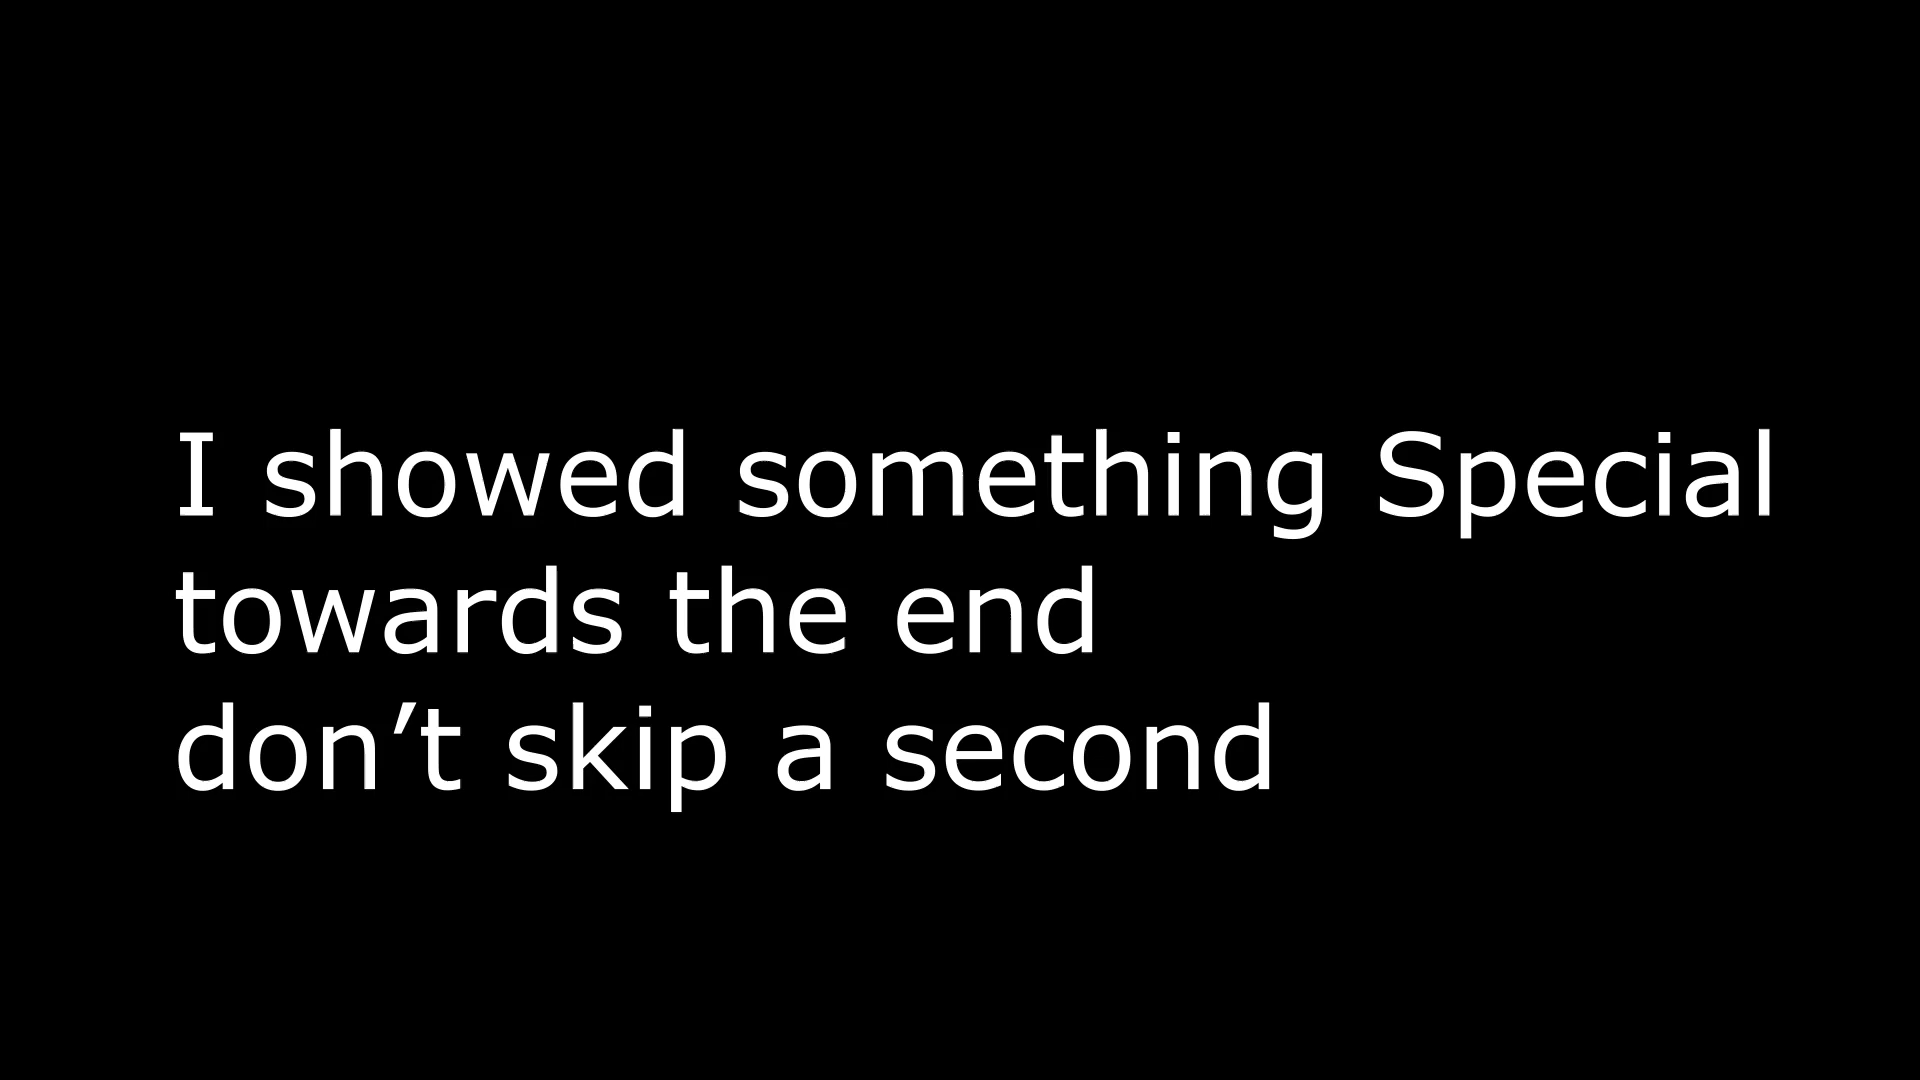 I showed something Special
towards the end
don’t skip a second